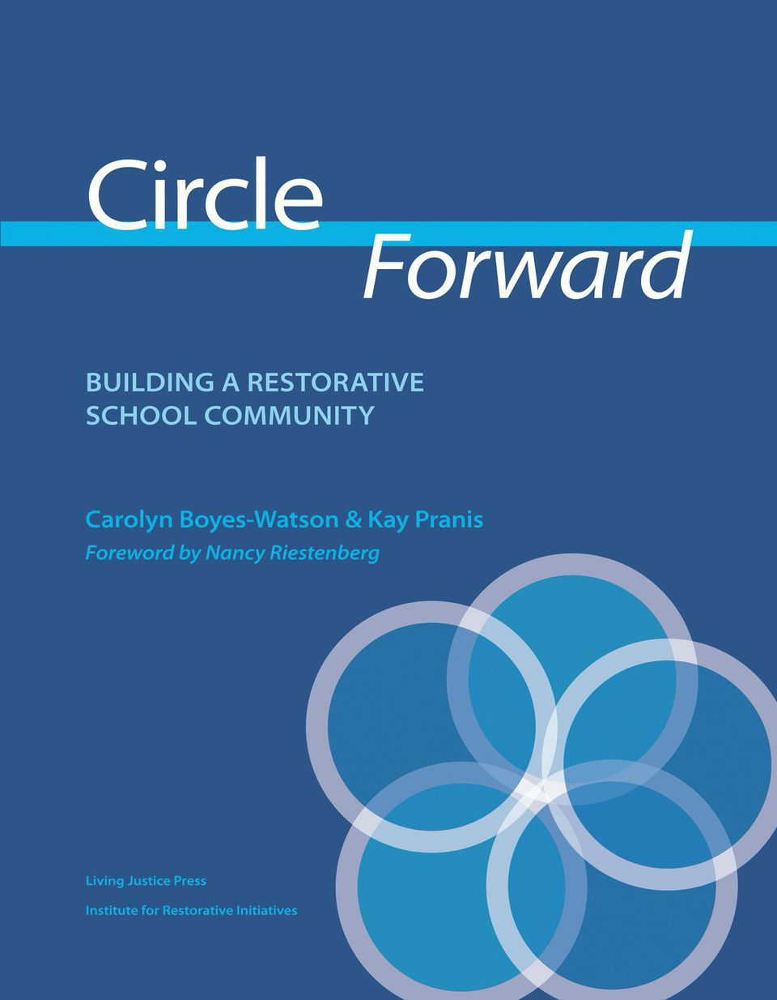 Circle
Forward
BUILDING A RESTORATIVE
SCHOOL COMMUNITY
Carolyn Boyes-Watson & Kay Pranis
Foreword by Nancy Riestenberg
Living Justice Press
Institute for Restorative Initiatives